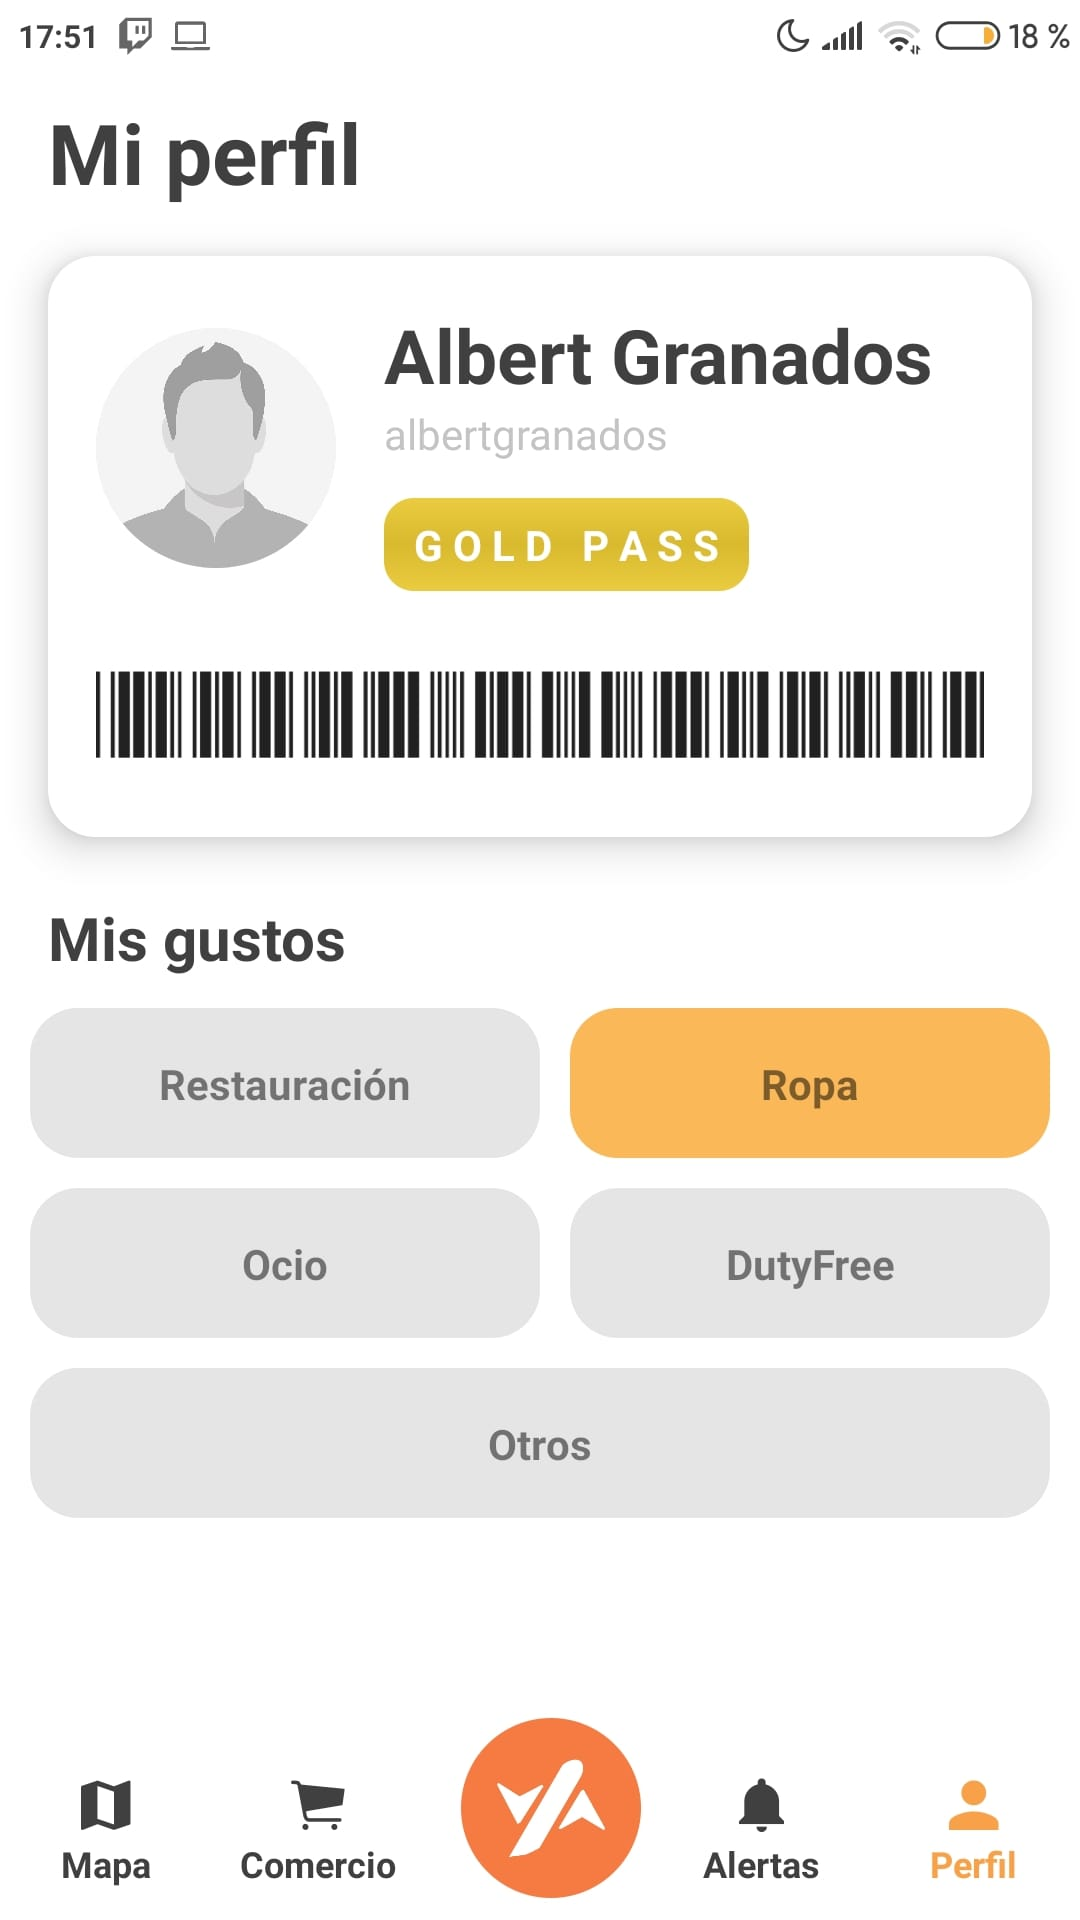 17:51 18 %
Mi perfil
Albert Granados
albertgranados
GOLD PASS
Mis gustos
Restauración Ropa
Ocio DutyFree
Otros
Mapa Comercio Alertas Perfil